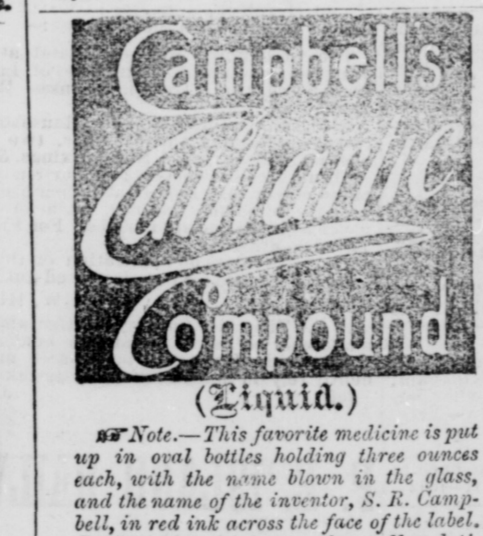 Campbells
Cathartic
Compound
(Liquid.)
☞ Note.—This favorite medicine is put
up in oval bottles holding three ounces
each, with the name blown in the glass,
and the name of the inventor, S. R. Camp-
bell, in red ink across the face of the label.